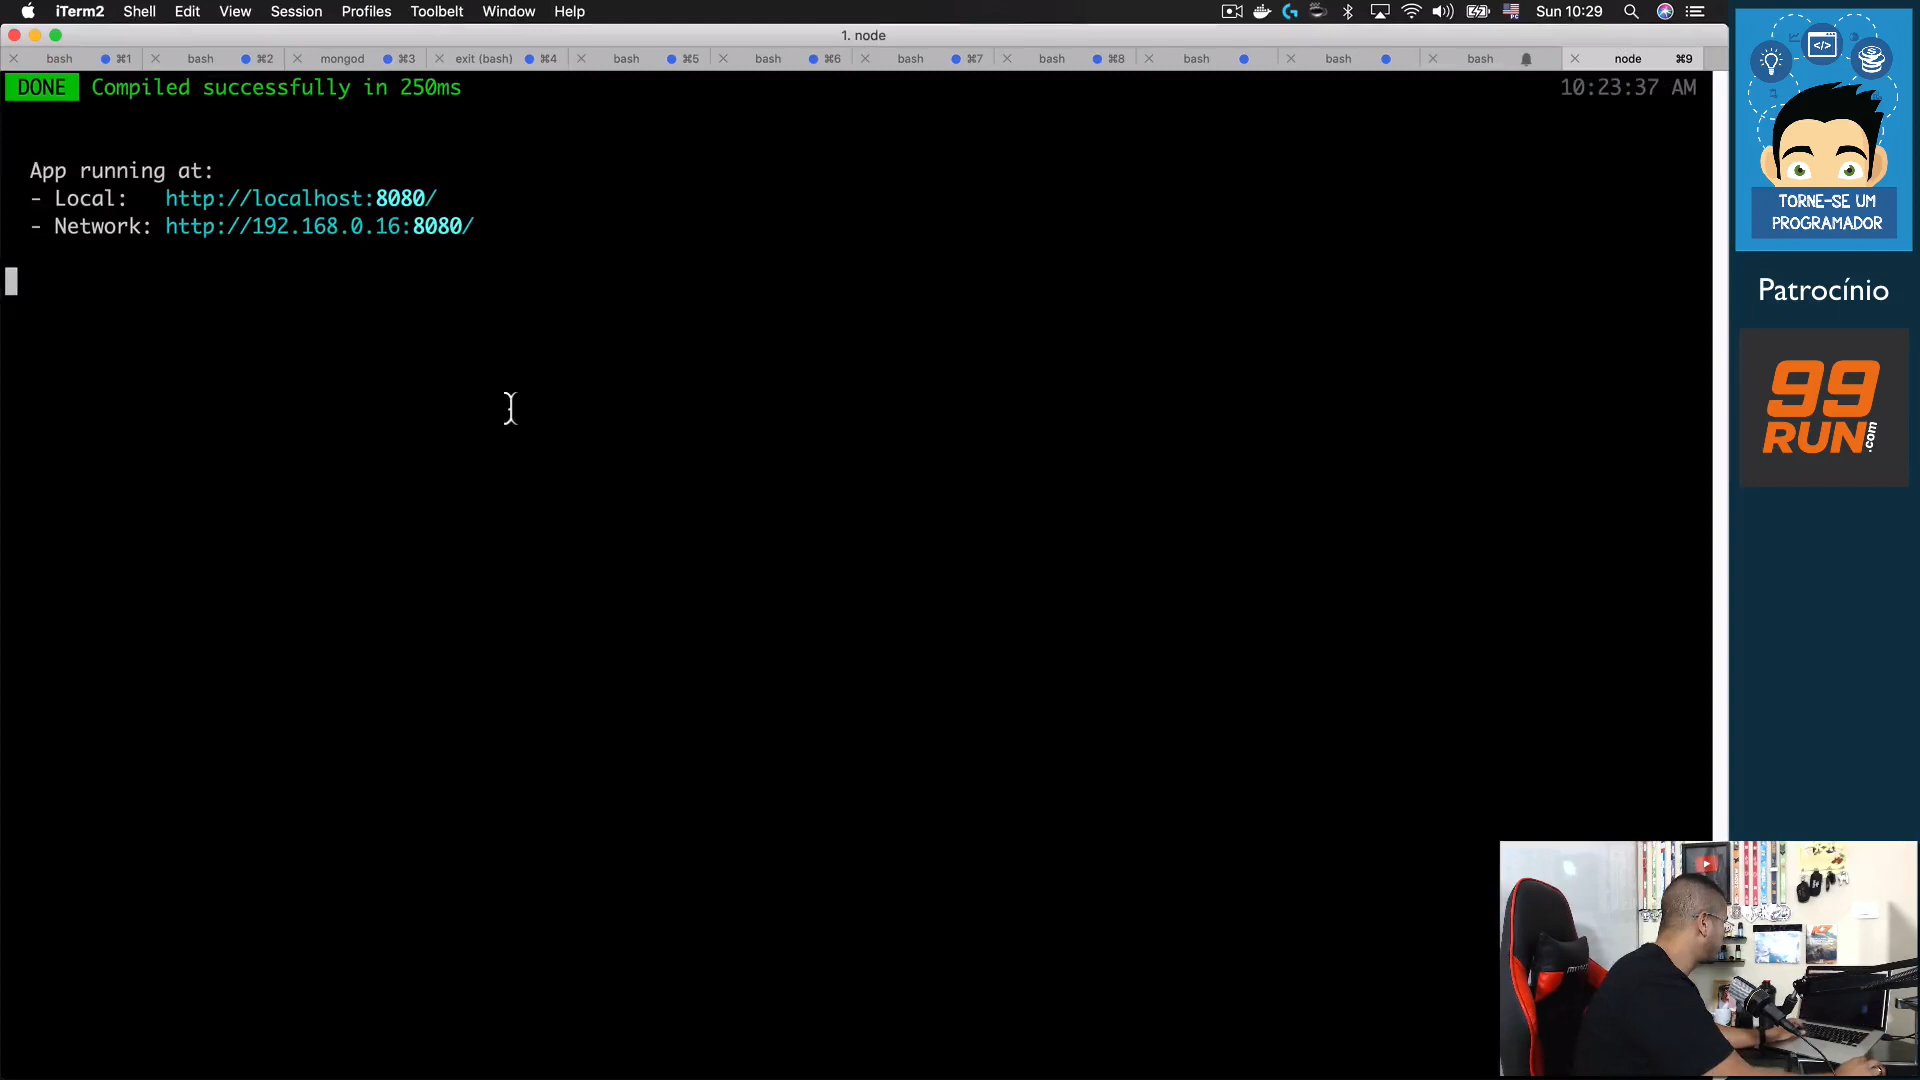 iTerm2 Shell Edit View Session Profiles Toolbelt Window Help Sun 10:29
1. node
bash ⌘1 bash ⌘2 mongod ⌘3 exit (bash) ⌘4 bash ⌘5 bash ⌘6 bash ⌘7 bash ⌘8 bash bash bash node ⌘9
DONE Compiled successfully in 250ms 10:23:37 AM
App running at:
- Local: http://localhost:8080/
- Network: http://192.168.0.16:8080/
</>
TORNE-SE UM
PROGRAMADOR
Patrocínio
99
RUN.com